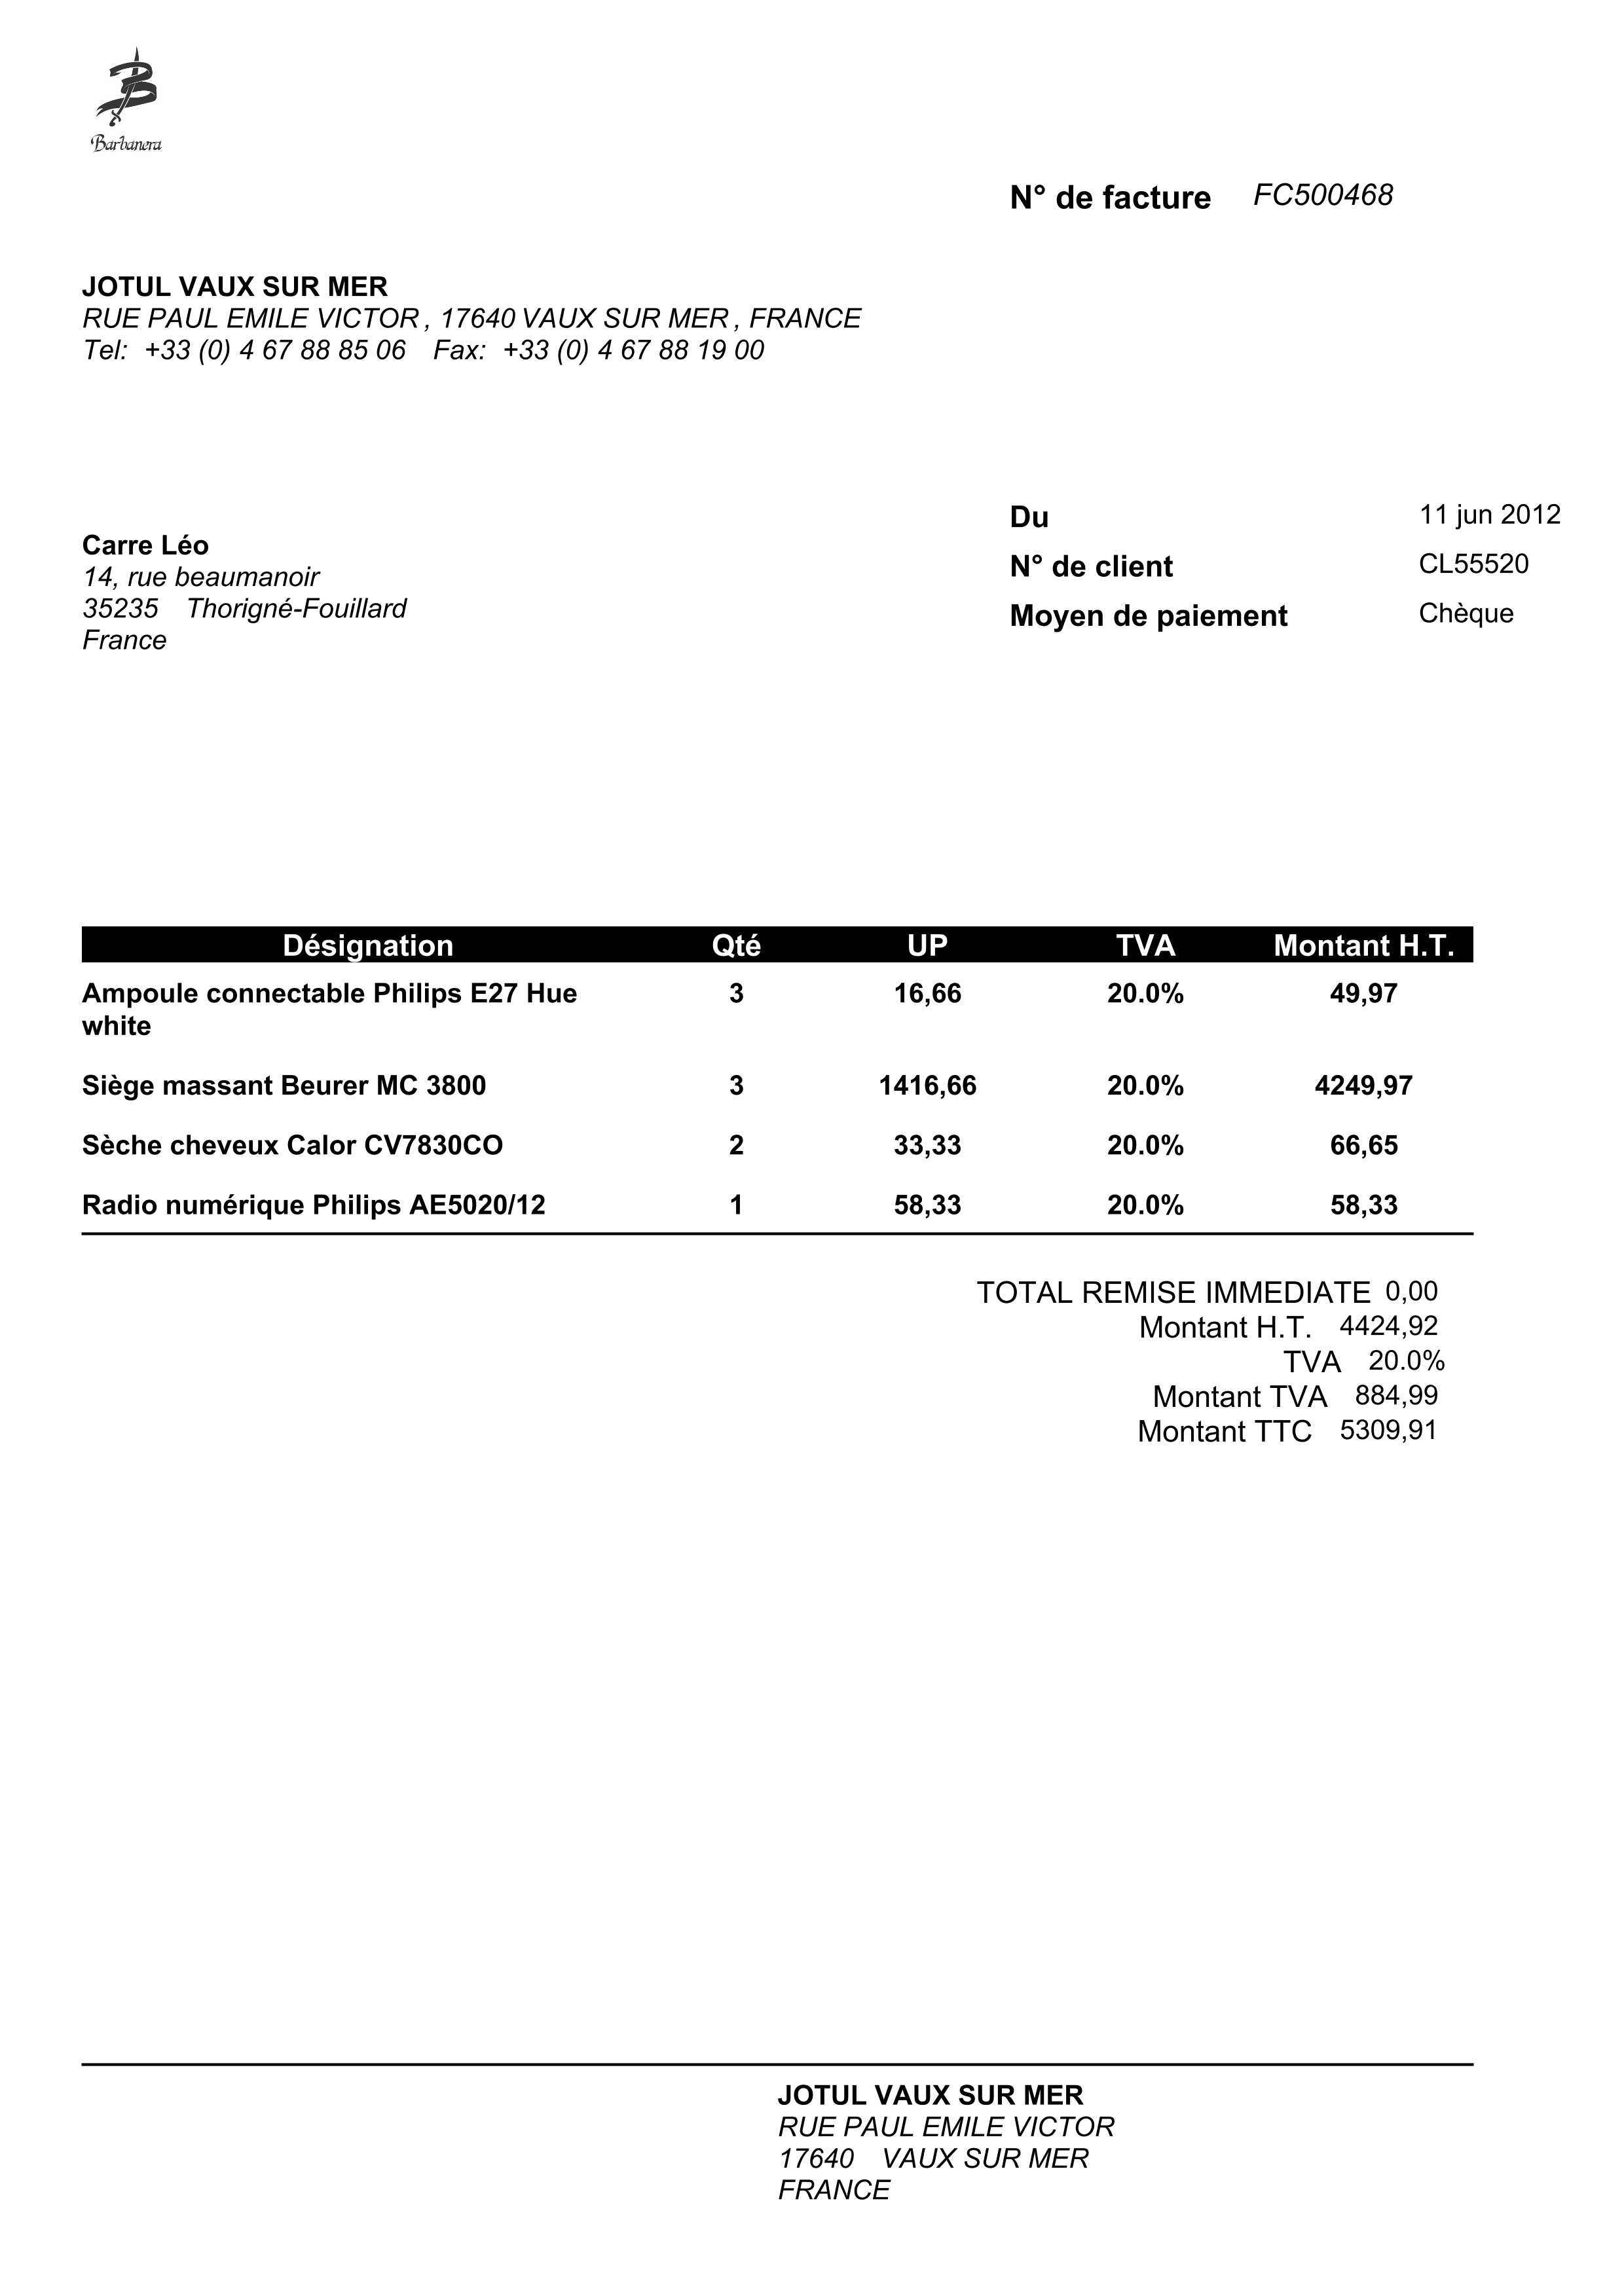 Barbanera
N° de facture FC500468
JOTUL VAUX SUR MER
RUE PAUL EMILE VICTOR , 17640 VAUX SUR MER , FRANCE
Tel: +33 (0) 4 67 88 85 06 Fax: +33 (0) 4 67 88 19 00
Du 11 jun 2012
N° de client CL55520
Moyen de paiement Chèque
Carre Léo
14, rue beaumanoir
35235 Thorigné-Fouillard
France
Désignation Qté UP TVA Montant H.T.
Ampoule connectable Philips E27 Hue 3 16,66 20.0% 49,97
white
Siège massant Beurer MC 3800 3 1416,66 20.0% 4249,97
Sèche cheveux Calor CV7830CO 2 33,33 20.0% 66,65
Radio numérique Philips AE5020/12 1 58,33 20.0% 58,33
TOTAL REMISE IMMEDIATE 0,00
Montant H.T. 4424,92
TVA 20.0%
Montant TVA 884,99
Montant TTC 5309,91
JOTUL VAUX SUR MER
RUE PAUL EMILE VICTOR
17640 VAUX SUR MER
FRANCE